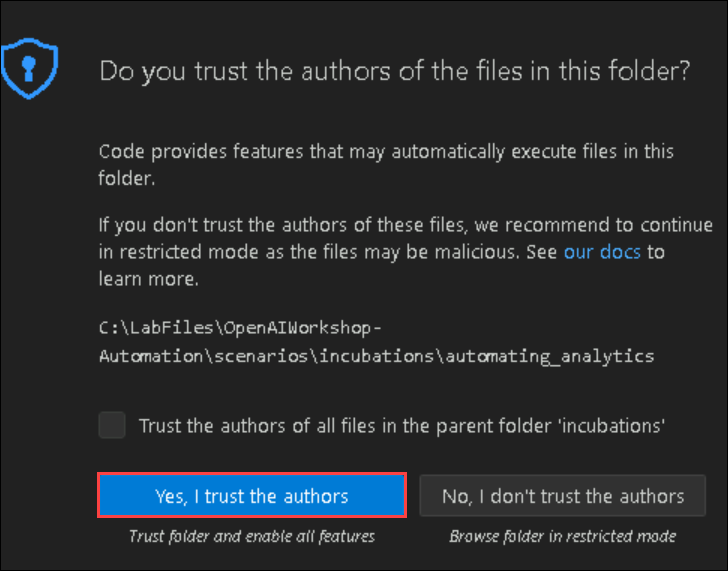 Do you trust the authors of the files in this folder?
Code provides features that may automatically execute files in this
folder.
If you don't trust the authors of these files, we recommend to continue
in restricted mode as the files may be malicious. See our docs to
learn more.
C:\LabFiles\OpenAIWorkshop-
Automation\scenarios\incubations\automating_analytics
Trust the authors of all files in the parent folder 'incubations'
Yes, I trust the authors
No, I don't trust the authors
Trust folder and enable all features
Browse folder in restricted mode